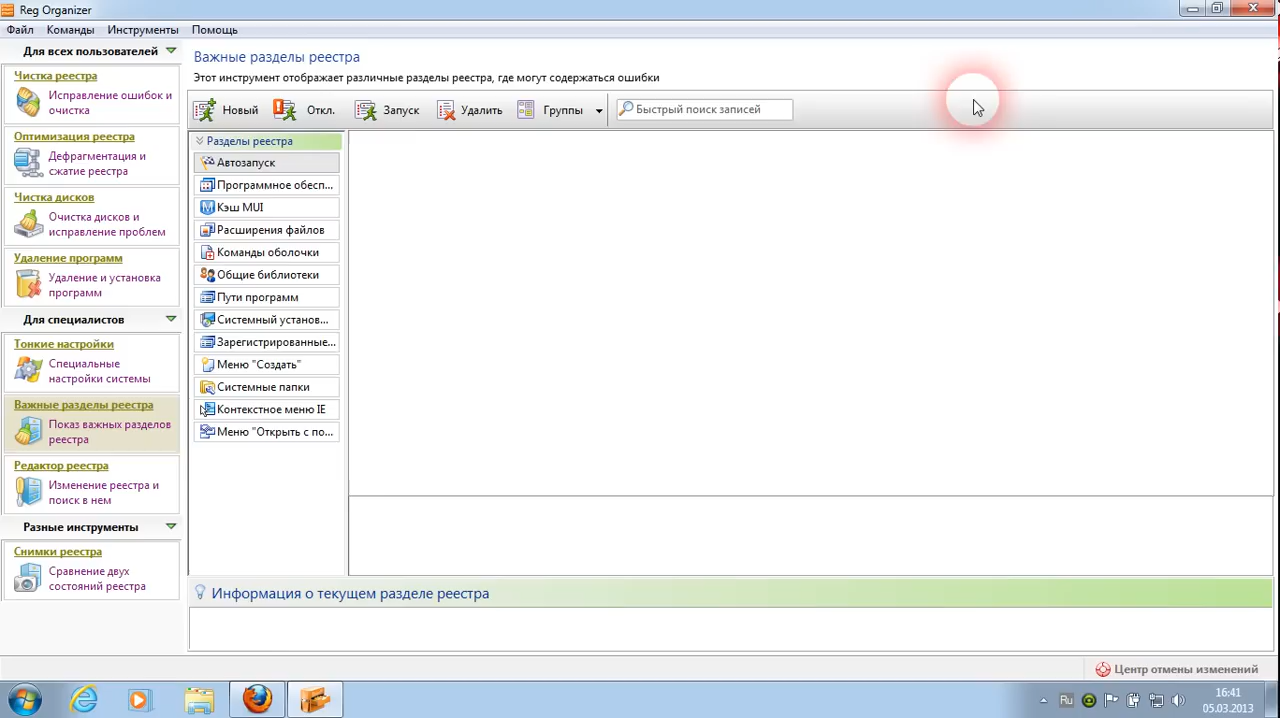 Reg Organizer
Файл Команды Инструменты Помощь
Для всех пользователей
Чистка реестра
Исправление ошибок и
очистка
Оптимизация реестра
Дефрагментация и
сжатие реестра
Чистка дисков
Очистка дисков и
исправление проблем
Удаление программ
Удаление и установка
программ
Для специалистов
Тонкие настройки
Специальные
настройки системы
Важные разделы реестра
Показ важных разделов
реестра
Редактор реестра
Изменение реестра и
поиск в нем
Разные инструменты
Снимки реестра
Сравнение двух
состояний реестра
Важные разделы реестра
Этот инструмент отображает различные разделы реестра, где могут содержаться ошибки
Новый Откл. Запуск Удалить Группы Быстрый поиск записей
Разделы реестра
Автозапуск
Программное обесп...
Кэш MUI
Расширения файлов
Команды оболочки
Общие библиотеки
Пути программ
Системный установ...
Зарегистрированные...
Меню "Создать"
Системные папки
Контекстное меню IE
Меню "Открыть с по...
Информация о текущем разделе реестра
Центр отмены изменений
Ru
16:41
05.03.2013